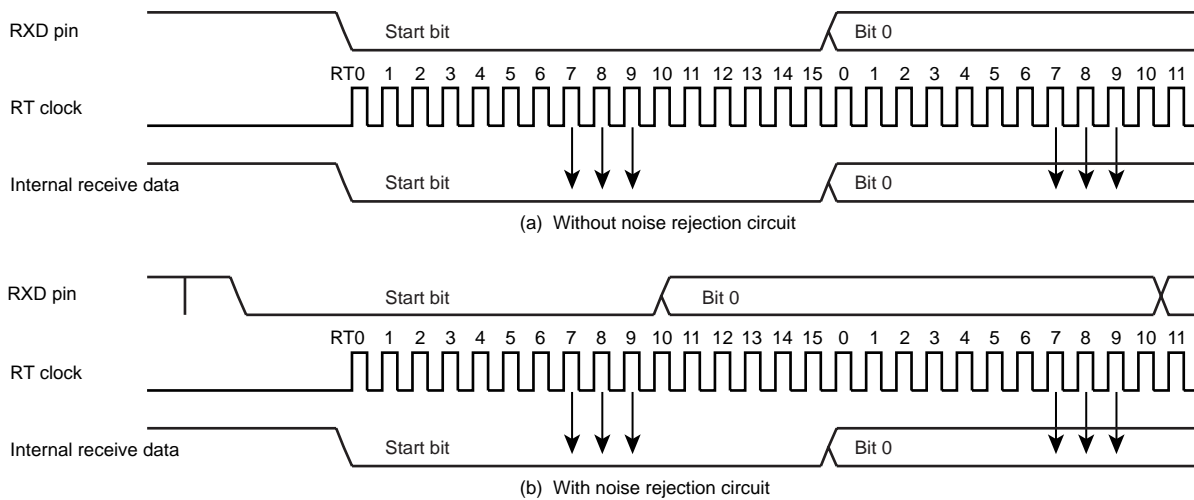 RXD pin Start bit Bit 0
RT0 1 2 3 4 5 6 7 8 9 10 11 12 13 14 15 0 1 2 3 4 5 6 7 8 9 10 11
RT clock
Internal receive data Start bit Bit 0
(a) Without noise rejection circuit
RXD pin Start bit Bit 0
RT0 1 2 3 4 5 6 7 8 9 10 11 12 13 14 15 0 1 2 3 4 5 6 7 8 9 10 11
RT clock
Internal receive data Start bit Bit 0
(b) With noise rejection circuit